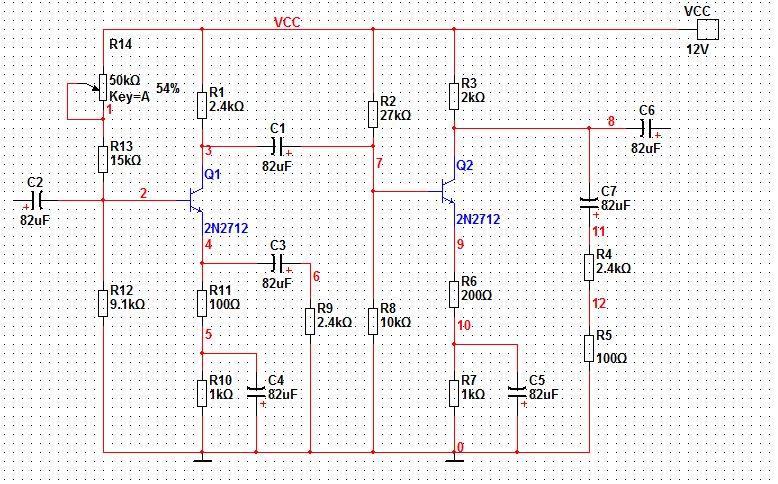 VCC
VCC
12V
R14
50kΩ
Key=A
54%
1
R1
2.4kΩ
R2
27kΩ
R3
2kΩ
C6
82uF
8
C1
82uF
3
7
R13
15kΩ
Q1
2N2712
Q2
2N2712
C2
82uF
2
C7
82uF
11
4
9
C3
82uF
6
R4
2.4kΩ
R12
9.1kΩ
R11
100Ω
R9
2.4kΩ
R8
10kΩ
R6
200Ω
12
5
10
R5
100Ω
R10
1kΩ
C4
82uF
R7
1kΩ
C5
82uF
0